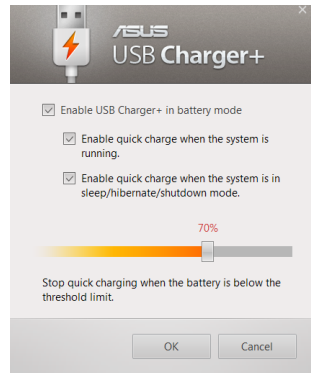 ASUS
USB Charger+
Enable USB Charger+ in battery mode
Enable quick charge when the system is
running.
Enable quick charge when the system is in
sleep/hibernate/shutdown mode.
70%
Stop quick charging when the battery is below the
threshold limit.
OK Cancel